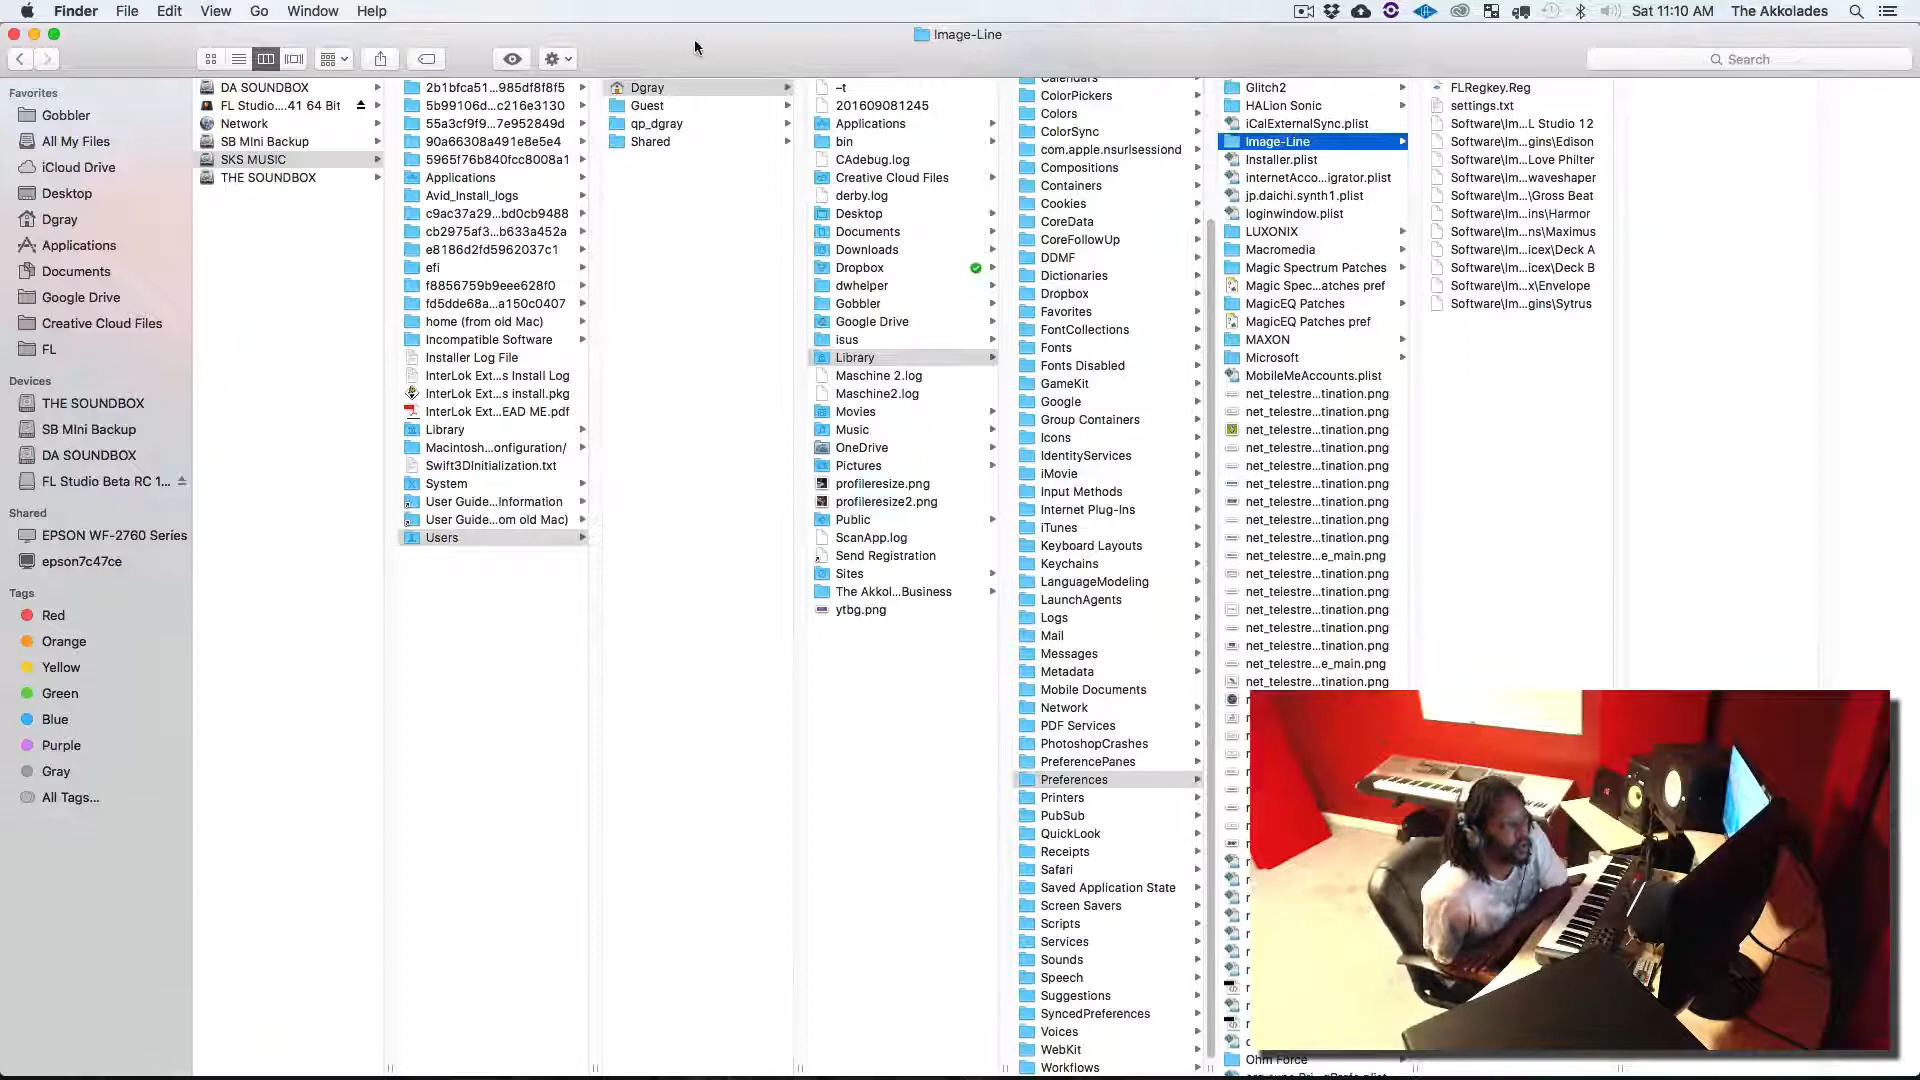 Finder File Edit View Go Window Help
Sat 11:10 AM The Akkolades
Image-Line
Search
Favorites
Gobbler
All My Files
iCloud Drive
Desktop
Dgray
Applications
Documents
Google Drive
Creative Cloud Files
FL
Devices
THE SOUNDBOX
SB MIni Backup
DA SOUNDBOX
FL Studio Beta RC 1...
Shared
EPSON WF-2760 Series
epson7c47ce
Tags
Red
Orange
Yellow
Green
Blue
Purple
Gray
All Tags...
DA SOUNDBOX
FL Studio....41 64 Bit
Network
SB MIni Backup
SKS MUSIC
THE SOUNDBOX
2b1bfca51...985df8f8f5
5b99106d...c216e3130
55a3cf9f9...7e952849d
90a66308a491e8e5e4
5965f76b840fcc8008a1
Applications
Avid_Install_logs
c9ac37a29...bd0cb9488
cb2975af3...b633a452a
e8186d2fd5962037c1
efi
f8856759b9eee628f0
fd5dde68a...a150c0407
home (from old Mac)
Incompatible Software
Installer Log File
InterLok Ext...s Install Log
InterLok Ext...s install.pkg
InterLok Ext...EAD ME.pdf
Library
Macintosh...onfiguration/
Swift3DInitialization.txt
System
User Guide...Information
User Guide...om old Mac)
Users
Dgray
Guest
qp_dgray
Shared
–t
201609081245
Applications
bin
CAdebug.log
Creative Cloud Files
derby.log
Desktop
Documents
Downloads
Dropbox
dwhelper
Gobbler
Google Drive
isus
Library
Maschine 2.log
Maschine2.log
Movies
Music
OneDrive
Pictures
profileresize.png
profileresize2.png
Public
ScanApp.log
Send Registration
Sites
The Akkol...Business
ytbg.png
Calendars
ColorPickers
Colors
ColorSync
com.apple.nsurlsessiond
Compositions
Containers
Cookies
CoreData
CoreFollowUp
DDMF
Dictionaries
Dropbox
Favorites
FontCollections
Fonts
Fonts Disabled
GameKit
Google
Group Containers
Icons
IdentityServices
iMovie
Input Methods
Internet Plug-Ins
iTunes
Keyboard Layouts
Keychains
LanguageModeling
LaunchAgents
Logs
Mail
Messages
Metadata
Mobile Documents
Network
PDF Services
PhotoshopCrashes
PreferencePanes
Preferences
Printers
PubSub
QuickLook
Receipts
Safari
Saved Application State
Screen Savers
Scripts
Services
Sounds
Speech
Suggestions
SyncedPreferences
Voices
WebKit
Workflows
Glitch2
HALion Sonic
iCalExternalSync.plist
Image-Line
Installer.plist
internetAcco...igrator.plist
jp.daichi.synth1.plist
loginwindow.plist
LUXONIX
Macromedia
Magic Spectrum Patches
Magic Spec...atches pref
MagicEQ Patches
MagicEQ Patches pref
MAXON
Microsoft
MobileMeAccounts.plist
net_telestre...tination.png
net_telestre...tination.png
net_telestre...tination.png
net_telestre...tination.png
net_telestre...tination.png
net_telestre...tination.png
net_telestre...tination.png
net_telestre...tination.png
net_telestre...tination.png
net_telestre...e_main.png
net_telestre...tination.png
net_telestre...tination.png
net_telestre...tination.png
net_telestre...tination.png
net_telestre...tination.png
net_telestre...e_main.png
net_telestre...tination.png
Ohm Force
FLRegkey.Reg
settings.txt
Software\Im...L Studio 12
Software\Im...gins\Edison
Software\Im...Love Philter
Software\Im...waveshaper
Software\Im...\Gross Beat
Software\Im...ins\Harmor
Software\Im...ns\Maximus
Software\Im...icex\Deck A
Software\Im...icex\Deck B
Software\Im...x\Envelope
Software\Im...gins\Sytrus